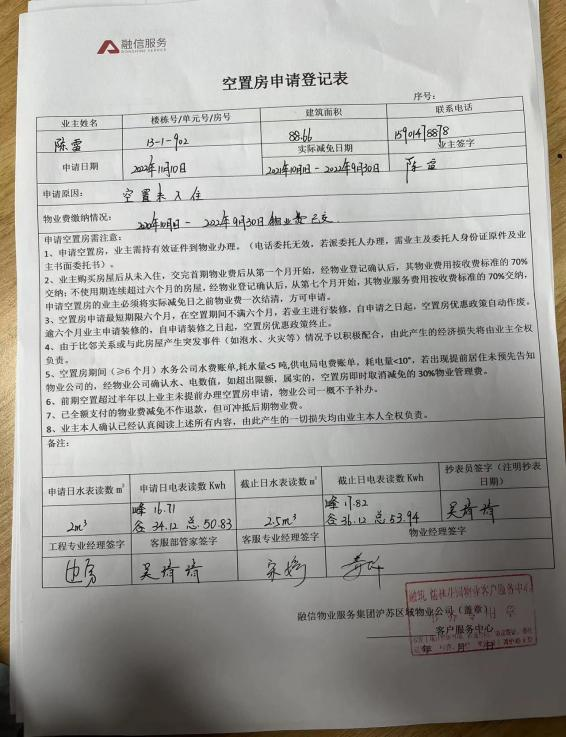 融信服务
RONSHINE SERVICE
空置房申请登记表
序号：
业主姓名 楼栋号/单元号/房号 建筑面积 联系电话
陈雷 13-1-902 88.66 15901478878
申请日期 2022年11月10日 实际减免日期 业主签字
2021年10月1日-2022年9月30日 陈雷
申请原因： 空置未入住
物业费缴纳情况： 2020年10月1日-2022年9月30日物业费已交.
申请空置房需注意：
1、申请空置房，业主需持有效证件到物业办理。（电话委托无效，若派委托人办理，需业主及委托人身份证原件及业
主书面委托书）。
2、业主购买房屋后从未入住，交完首期物业费后从第一个月开始，经物业登记确认后，其物业费用按收费标准的 70%
交纳；不使用期连续超过六个月的房屋，经物业登记确认后，从第七个月开始，其物业服务费用按收费标准的70%交纳，
申请空置房的业主必须将实际减免日之前物业费一次结清，方可申请。
3、空置房申请最短期限六个月，在空置期间不满六个月，若业主进行装修，自申请之日起，空置房优惠政策自动作废。
逾六个月业主申请装修的，自申请装修之日起，空置房优惠政策终止。
4、由于比邻关系或与此房屋产生突发事件（如泡水、火灾等）情况予以积极配合，由此产生的经济损失将由业主全权
负责。
5、空置房期间（≥6个月）水务公司水费账单,耗水量<5 吨,供电局电费账单，耗电量<10°，若出现提前居住未预先告知
物业公司的，经物业公司确认水、电数值，如超出限额，属实的，空置房即时取消减免的 30%物业管理费。
6、前期空置超过半年以上业主未提前办理空置房申请，物业公司一概不予补办。
7、已全额支付的物业费减免不作退款，但可冲抵后期物业费。
8、业主本人确认已经认真阅读上述所有内容，由此产生的一切损失均由业主本人全权负责。
备注：
申请日水表读数 m³ 申请日电表读数 Kwh 截止日水表读数 m³ 截止日电表读数 Kwh 抄表员签字（注明抄表
日期）
2m³ 峰 16.71 2.5m³ 峰 17.82 吴琦琦
谷 34.12 总.50.83 谷 36.12 总 53.94
工程专业经理签字 客服部管家签字 客服专业经理签字 物业经理签字
吴琦琦
融信物业服务集团沪苏区域物业公司（盖章）
客户服务中心
年 月 日